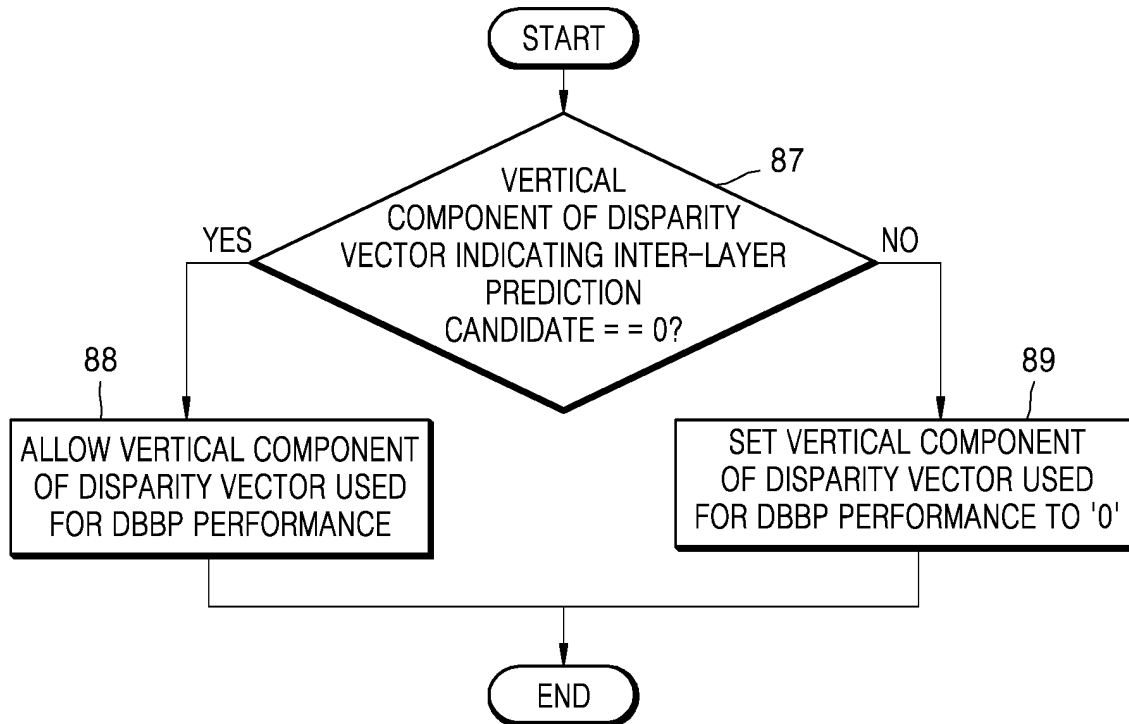 START
87
VERTICAL
COMPONENT OF DISPARITY
VECTOR INDICATING INTER-LAYER
PREDICTION
CANDIDATE = = 0?
YES
NO
88
ALLOW VERTICAL COMPONENT
OF DISPARITY VECTOR USED
FOR DBBP PERFORMANCE
89
SET VERTICAL COMPONENT
OF DISPARITY VECTOR USED
FOR DBBP PERFORMANCE TO '0'
END